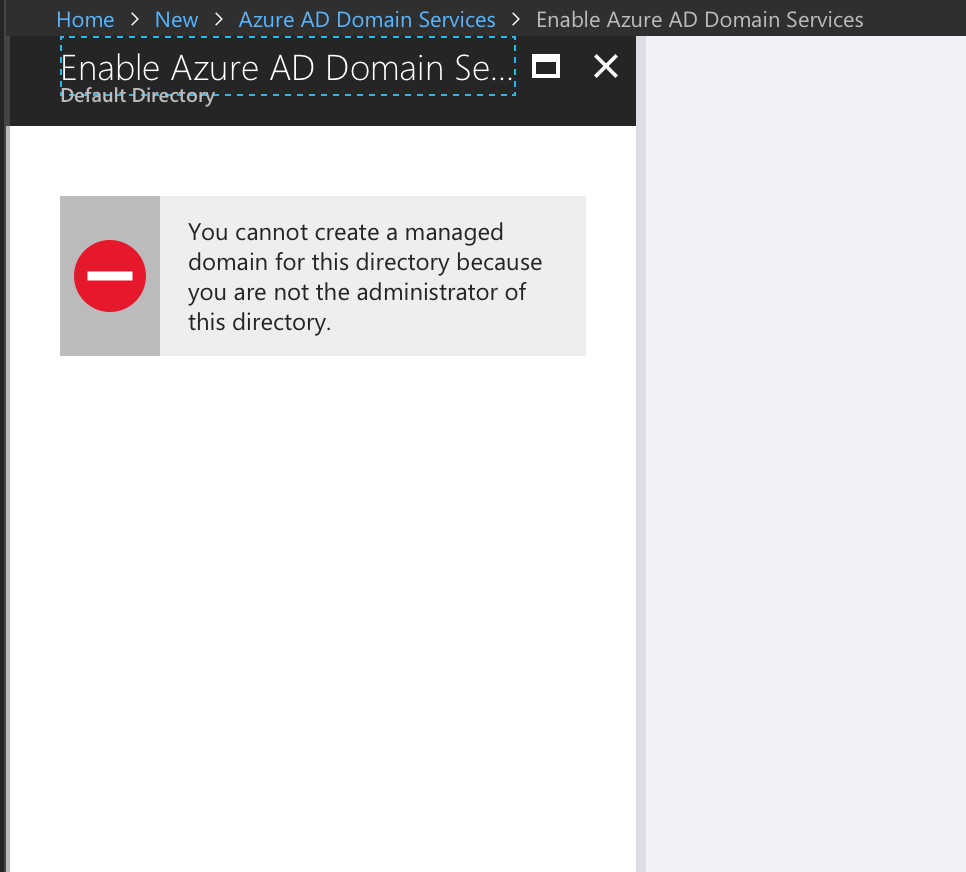 Home > New > Azure AD Domain Services > Enable Azure AD Domain Services
Enable Azure AD Domain Se...
Default Directory
You cannot create a managed
domain for this directory because
you are not the administrator of
this directory.